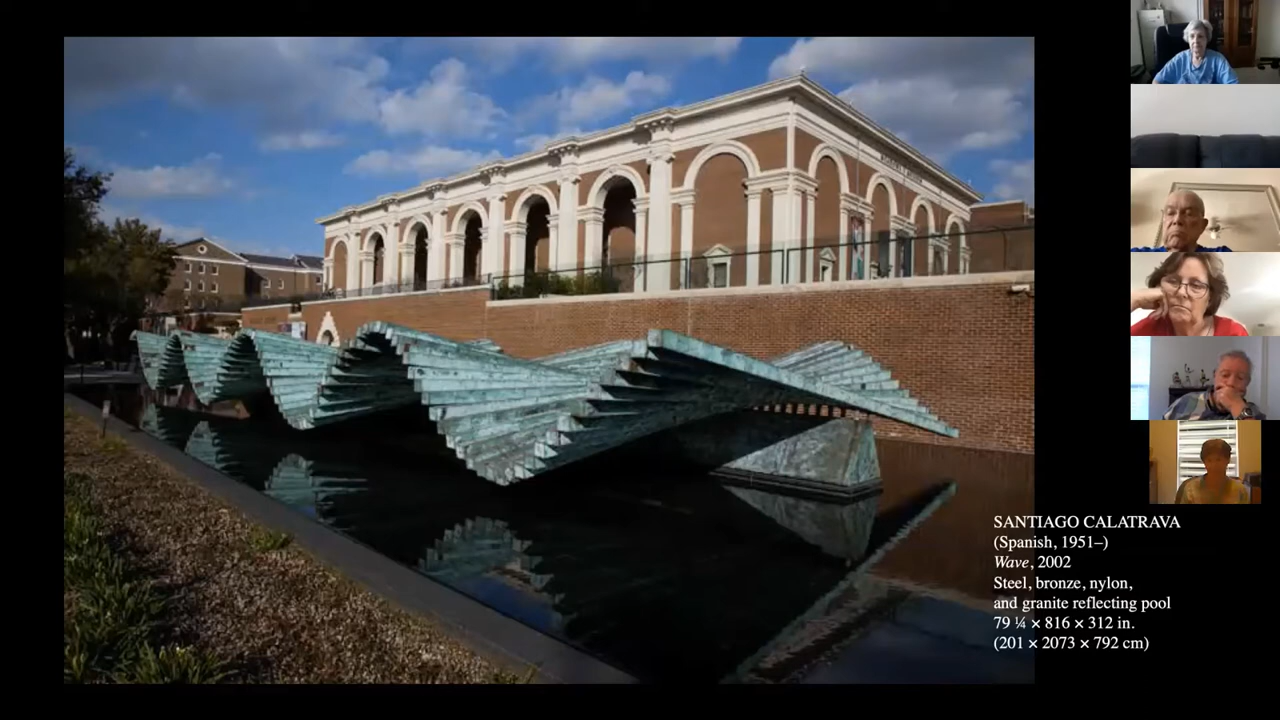 SANTIAGO CALATRAVA
(Spanish, 1951–)
Wave, 2002
Steel, bronze, nylon,
and granite reflecting pool
79 ¼ × 816 × 312 in.
(201 × 2073 × 792 cm)